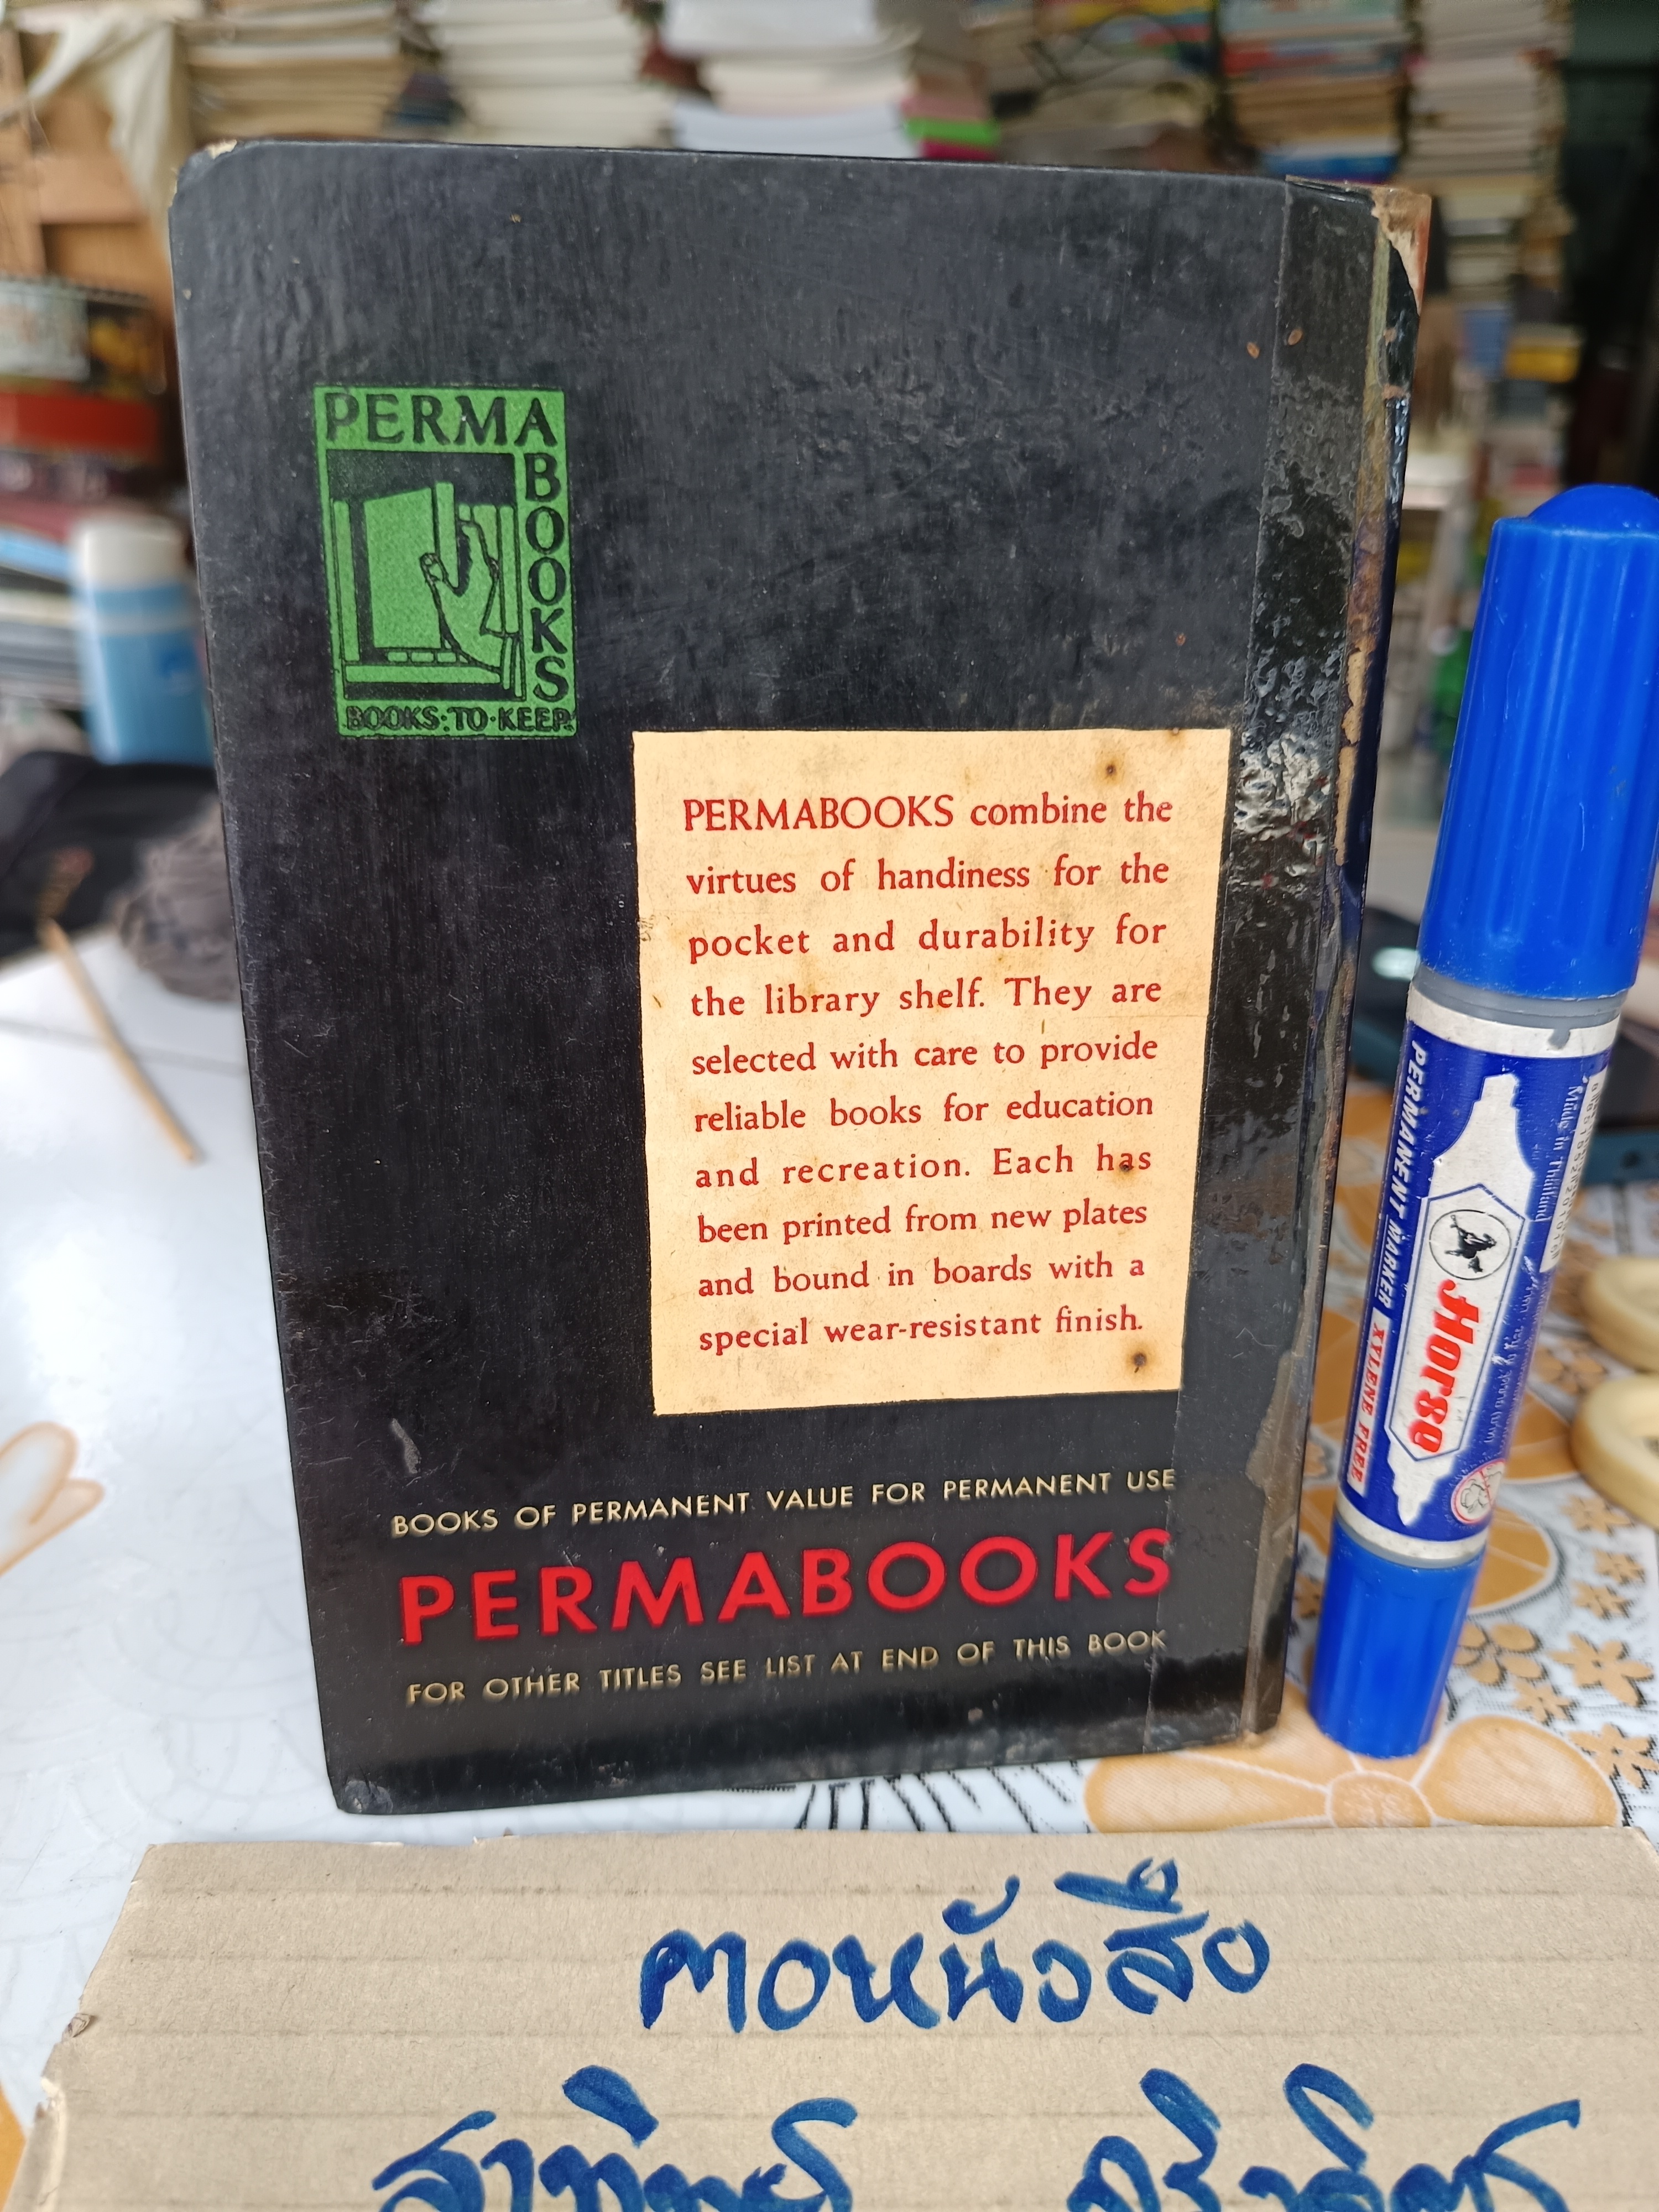 PERMA
BOOKS
BOOKS·TO·KEEP
PERMABOOKS combine the
virtues of handiness for the
pocket and durability for
the library shelf. They are
selected with care to provide
reliable books for education
and recreation. Each has
been printed from new plates
and bound in boards with a
special wear-resistant finish.
BOOKS OF PERMANENT VALUE FOR PERMANENT USE
PERMABOOKS
FOR OTHER TITLES SEE LIST AT END OF THIS BOOK
PERMANENT MARKER XYLENE FREE
Horse
Made in Thailand
ฅอหนังสือ